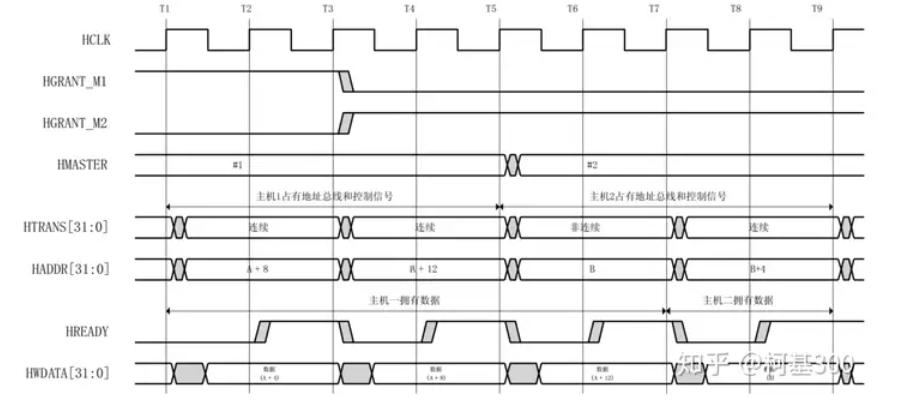 T1 T2 T3 T4 T5 T6 T7 T8 T9
HCLK
HGRANT_M1
HGRANT_M2
HMASTER #1 #2
主机1占有地址总线和控制信号 主机2占有地址总线和控制信号
HTRANS[31:0] 连续 连续 非连续 连续
HADDR[31:0] A + 8 A + 12 B B+4
主机一拥有数据 主机二拥有数据
HREADY
HWDATA[31:0] 数据 数据 数据
(A + 4) (A + 8) (A + 12) (B)
知乎 @柯基300